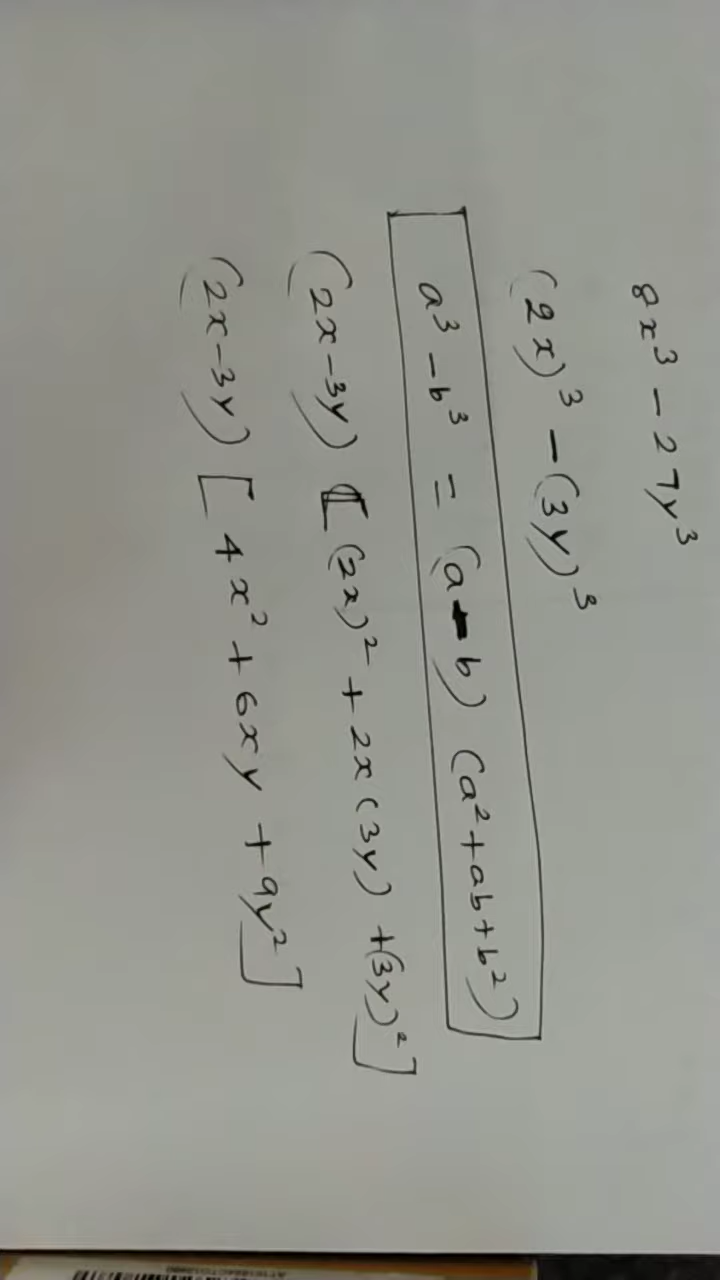 8x³ - 27y³
(2x)³ - (3y)³
a³ - b³ = (a - b) (a² + ab + b²)
(2x - 3y) [(2x)² + 2x(3y) + (3y)²]
(2x - 3y) [4x² + 6xy + 9y²]